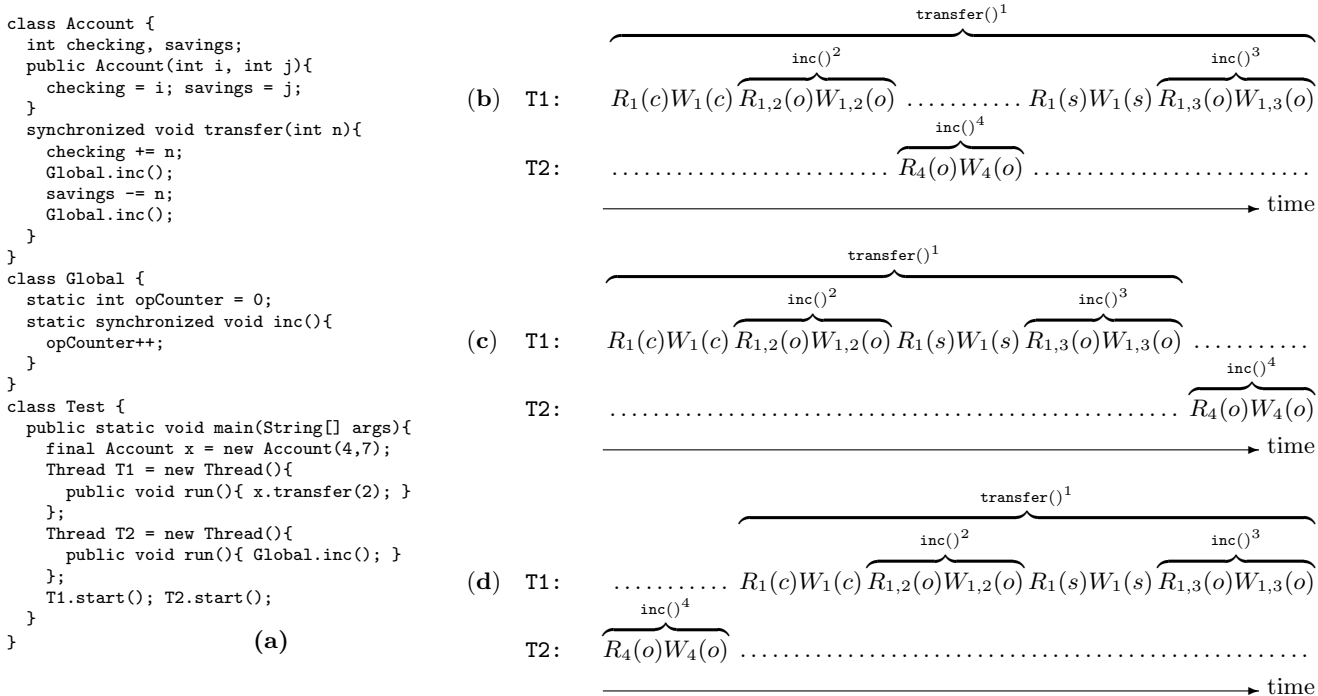 class Account {
  int checking, savings;
  public Account(int i, int j){
    checking = i; savings = j;
  }
  synchronized void transfer(int n){
    checking += n;
    Global.inc();
    savings -= n;
    Global.inc();
  }
}
class Global {
  static int opCounter = 0;
  static synchronized void inc(){
    opCounter++;
  }
}
class Test {
  public static void main(String[] args){
    final Account x = new Account(4,7);
    Thread T1 = new Thread(){
      public void run(){ x.transfer(2); }
    };
    Thread T2 = new Thread(){
      public void run(){ Global.inc(); }
    };
    T1.start(); T2.start();
  }
}
(a)
transfer()¹
inc()² inc()³
(b) T1: R₁(c)W₁(c) R₁,₂(o)W₁,₂(o) ........... R₁(s)W₁(s) R₁,₃(o)W₁,₃(o)
inc()⁴
T2: .......................... R₄(o)W₄(o) ..........................
time
transfer()¹
inc()² inc()³
(c) T1: R₁(c)W₁(c) R₁,₂(o)W₁,₂(o) R₁(s)W₁(s) R₁,₃(o)W₁,₃(o) ...........
inc()⁴
T2: ..................................................... R₄(o)W₄(o)
time
transfer()¹
inc()² inc()³
(d) T1: ........... R₁(c)W₁(c) R₁,₂(o)W₁,₂(o) R₁(s)W₁(s) R₁,₃(o)W₁,₃(o)
inc()⁴
T2: R₄(o)W₄(o) .....................................................
time